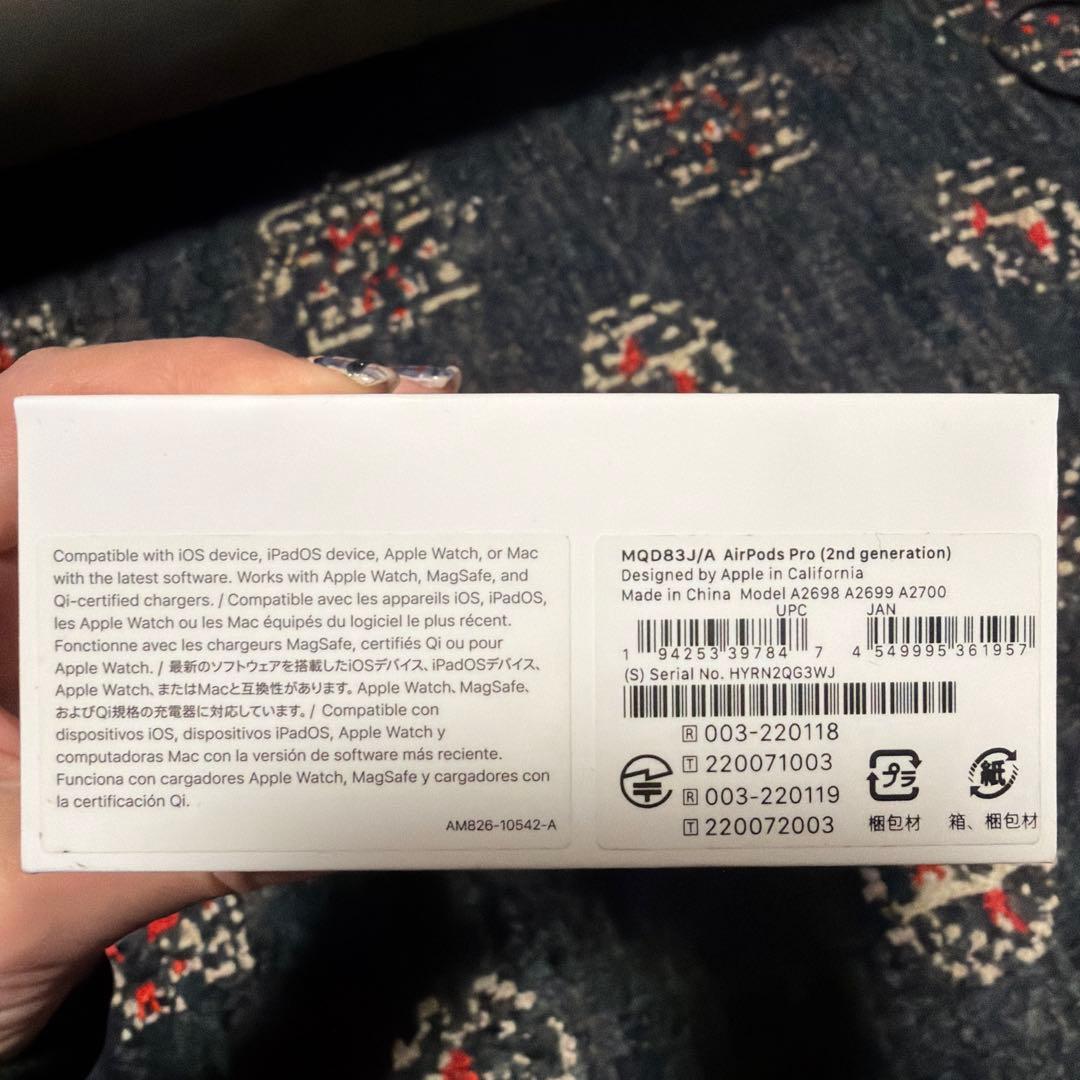 Compatible with iOS device, iPadOS device, Apple Watch, or Mac
with the latest software. Works with Apple Watch, MagSafe, and
Qi-certified chargers. / Compatible avec les appareils iOS, iPadOS,
les Apple Watch ou les Mac équipés du logiciel le plus récent.
Fonctionne avec les chargeurs MagSafe, certifiés Qi ou pour
Apple Watch. / 最新のソフトウェアを搭載したiOSデバイス、iPadOSデバイス、
Apple Watch、またはMacと互換性があります。Apple Watch、MagSafe、
およびQi規格の充電器に対応しています。/ Compatible con
dispositivos iOS, dispositivos iPadOS, Apple Watch y
computadoras Mac con la versión de software más reciente.
Funciona con cargadores Apple Watch, MagSafe y cargadores con
la certificación Qi.
AM826-10542-A
MQD83J/A AirPods Pro (2nd generation)
Designed by Apple in California
Made in China Model A2698 A2699 A2700
UPC JAN
1 94253 39784 7 4 549995 361957
(S) Serial No. HYRN2QG3WJ
R 003-220118
T 220071003
R 003-220119
T 220072003
プラ 紙
梱包材 箱、梱包材